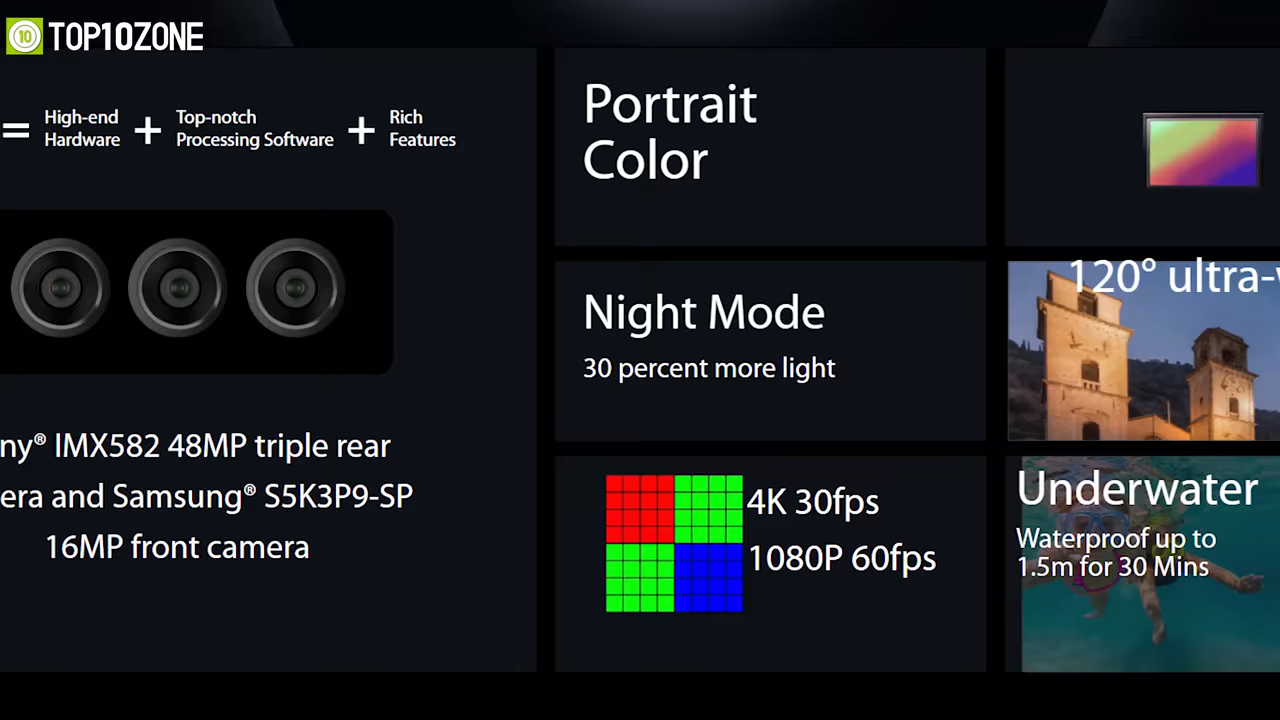 TOP10ZONE
= High-end
Hardware
+ Top-notch
Processing Software
+ Rich
Features
ny® IMX582 48MP triple rear
era and Samsung® S5K3P9-SP
16MP front camera
Portrait
Color
Night Mode
30 percent more light
4K 30fps
1080P 60fps
120° ultra-
Underwater
Waterproof up to
1.5m for 30 Mins